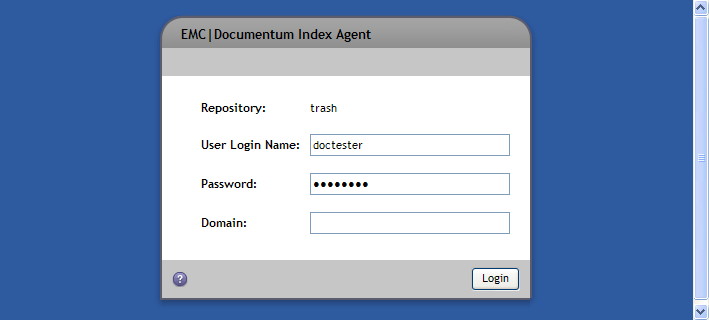 EMC|Documentum Index Agent
Repository: trash
User Login Name: doctester
Password: ••••••••
Domain:
? Login